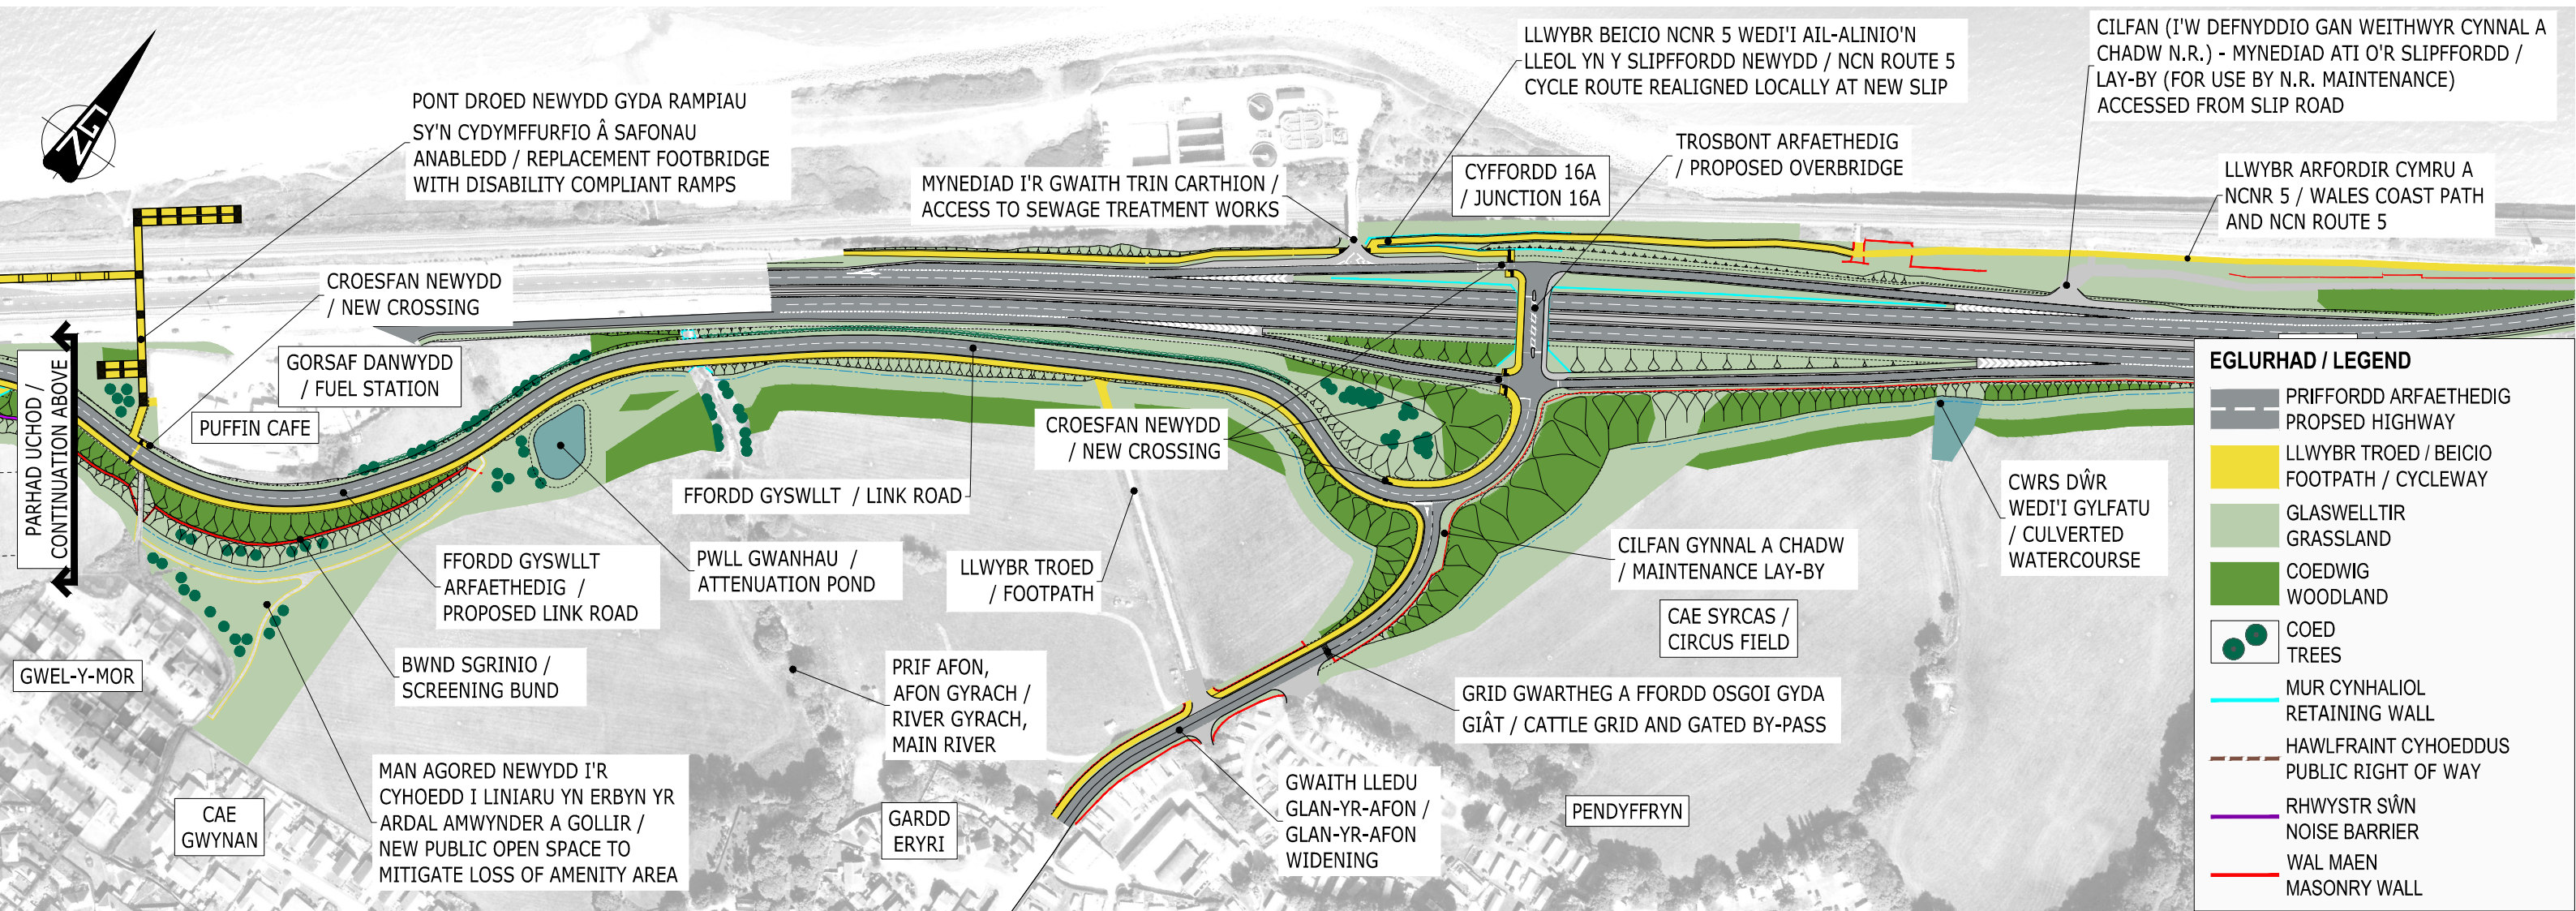 PONT DROED NEWYDD GYDA RAMPIAU
SY'N CYDYMFFURFIO Â SAFONAU
ANABLEDD / REPLACEMENT FOOTBRIDGE
WITH DISABILITY COMPLIANT RAMPS
LLWYBR BEICIO NCNR 5 WEDI'I AIL-ALINIO'N
LLEOL YN Y SLIPFFORDD NEWYDD / NCN ROUTE 5
CYCLE ROUTE REALIGNED LOCALLY AT NEW SLIP
CILFAN (I'W DEFNYDDIO GAN WEITHWYR CYNNAL A
CHADW N.R.) - MYNEDIAD ATI O'R SLIPFFORDD /
LAY-BY (FOR USE BY N.R. MAINTENANCE)
ACCESSED FROM SLIP ROAD
N
MYNEDIAD I'R GWAITH TRIN CARTHION /
ACCESS TO SEWAGE TREATMENT WORKS
CYFFORDD 16A
/ JUNCTION 16A
TROSBONT ARFAETHEDIG
/ PROPOSED OVERBRIDGE
LLWYBR ARFORDIR CYMRU A
NCNR 5 / WALES COAST PATH
AND NCN ROUTE 5
CROESFAN NEWYDD
/ NEW CROSSING
GORSAF DANWYDD
/ FUEL STATION
PUFFIN CAFE
PARHAD UCHOD /
CONTINUATION ABOVE
CROESFAN NEWYDD
/ NEW CROSSING
FFORDD GYSWLLT / LINK ROAD
FFORDD GYSWLLT
ARFAETHEDIG /
PROPOSED LINK ROAD
PWLL GWANHAU /
ATTENUATION POND
LLWYBR TROED
/ FOOTPATH
CILFAN GYNNAL A CHADW
/ MAINTENANCE LAY-BY
CWRS DŴR
WEDI'I GYLFATU
/ CULVERTED
WATERCOURSE
CAE SYRCAS /
CIRCUS FIELD
GWEL-Y-MOR
BWND SGRINIO /
SCREENING BUND
PRIF AFON,
AFON GYRACH /
RIVER GYRACH,
MAIN RIVER
GRID GWARTHEG A FFORDD OSGOI GYDA
GIÂT / CATTLE GRID AND GATED BY-PASS
MAN AGORED NEWYDD I'R
CYHOEDD I LINIARU YN ERBYN YR
ARDAL AMWYNDER A GOLLIR /
NEW PUBLIC OPEN SPACE TO
MITIGATE LOSS OF AMENITY AREA
CAE
GWYNAN
GARDD
ERYRI
GWAITH LLEDU
GLAN-YR-AFON /
GLAN-YR-AFON
WIDENING
PENDYFFRYN
EGLURHAD / LEGEND
PRIFFORDD ARFAETHEDIG
PROPSED HIGHWAY
LLWYBR TROED / BEICIO
FOOTPATH / CYCLEWAY
GLASWELLTIR
GRASSLAND
COEDWIG
WOODLAND
COED
TREES
MUR CYNHALIOL
RETAINING WALL
HAWLFRAINT CYHOEDDUS
PUBLIC RIGHT OF WAY
RHWYSTR SŴN
NOISE BARRIER
WAL MAEN
MASONRY WALL